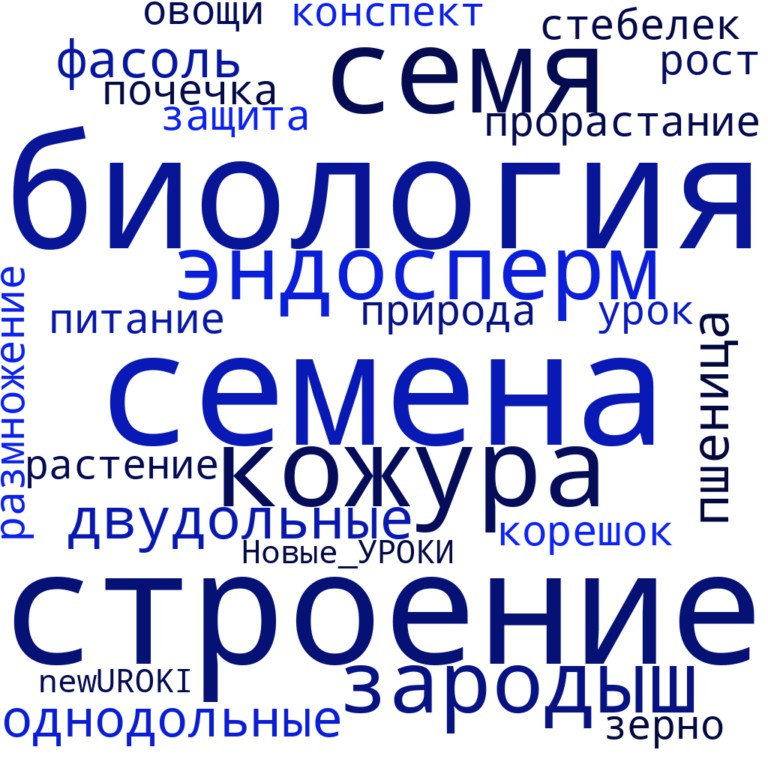 овощи
конспект
стебелек
фасоль
семя
рост
почечка
защита
прорастание
биология
эндосперм
размножение
питание
природа
урок
пшеница
семена
растение
кожура
двудольные
корешок
Новые_УРОКИ
строение
newUROKI
зародыш
однодольные
зерно